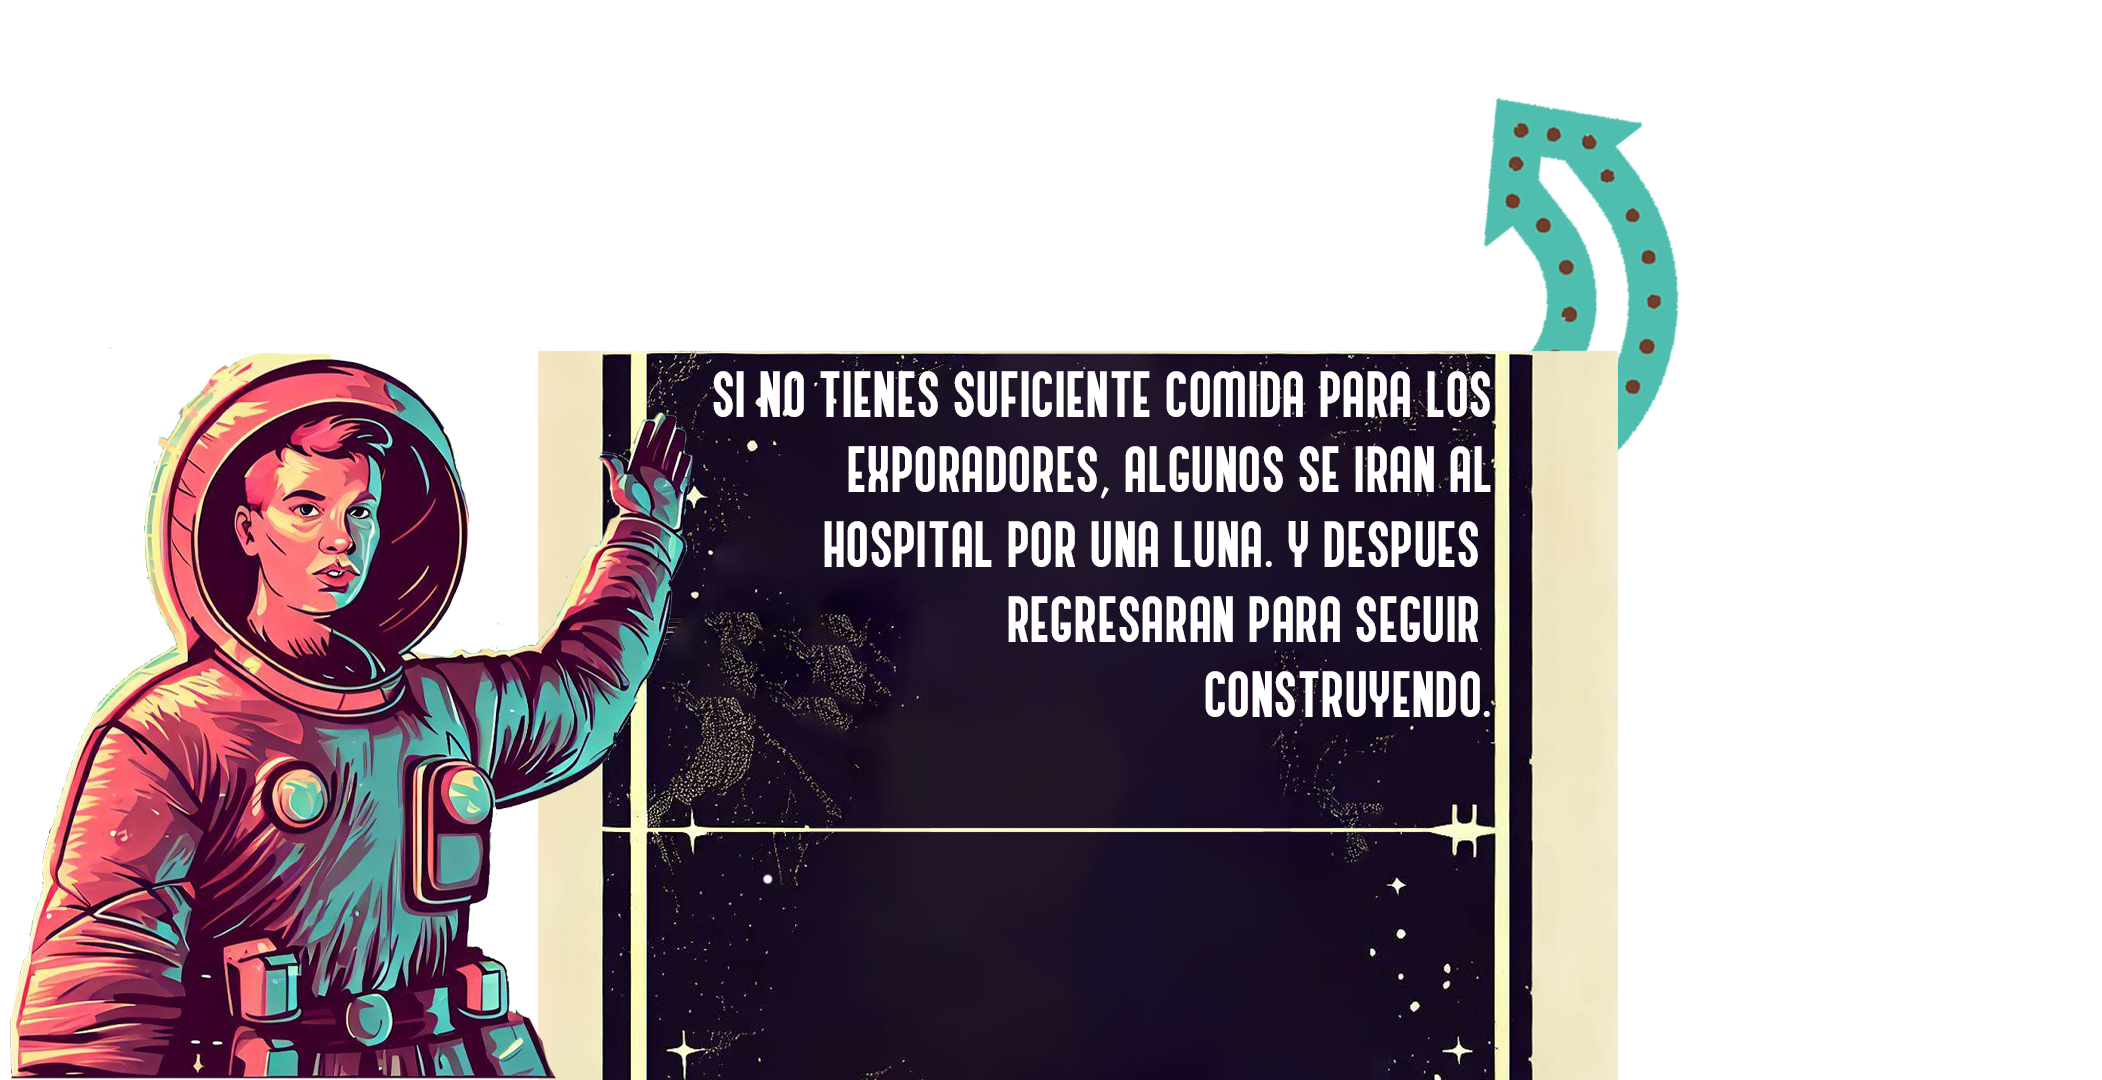 SI NO TIENES SUFICIENTE COMIDA PARA LOS
EXPORADORES, ALGUNOS SE IRAN AL
HOSPITAL POR UNA LUNA. Y DESPUES
REGRESARAN PARA SEGUIR
CONSTRUYENDO.